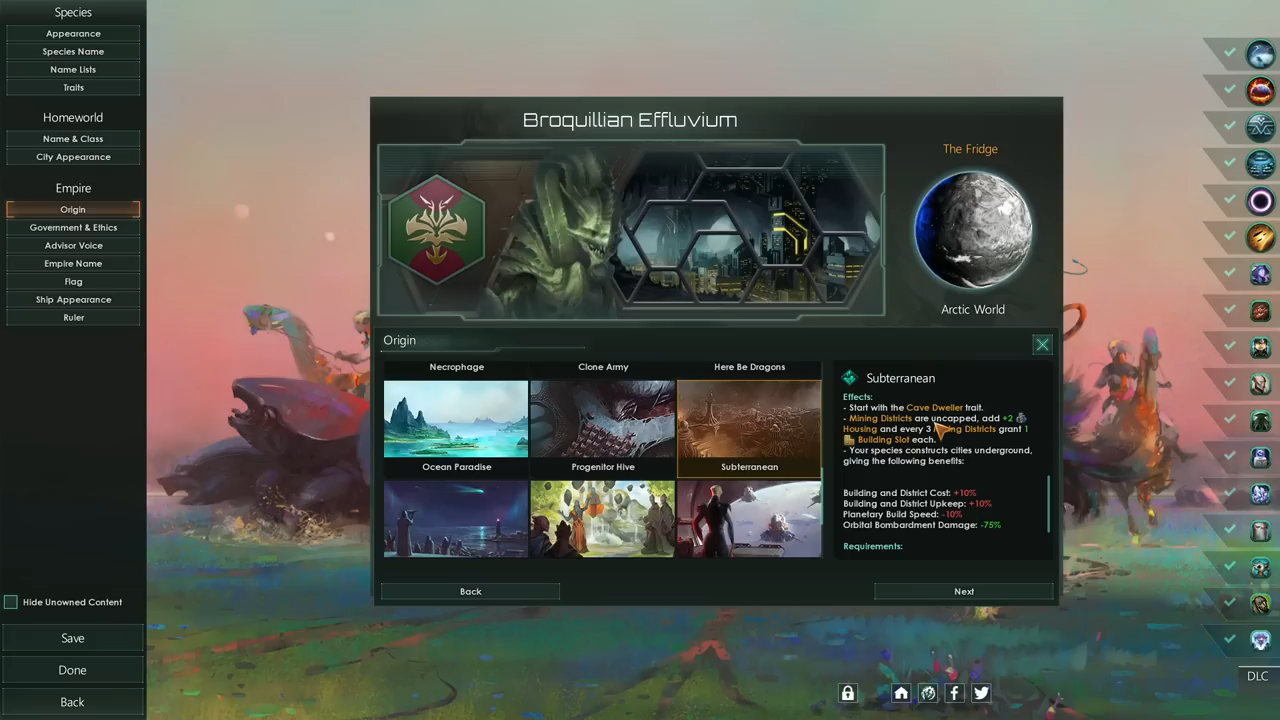 Species
Appearance
Species Name
Name Lists
Traits
Homeworld
Name & Class
City Appearance
Empire
Origin
Government & Ethics
Advisor Voice
Empire Name
Flag
Ship Appearance
Ruler
Hide Unowned Content
Save
Done
Back
Broquillian Effluvium
The Fridge
Arctic World
Origin
Necrophage
Clone Army
Here Be Dragons
Ocean Paradise
Progenitor Hive
Subterranean
Back
Subterranean
Effects:
- Start with the Cave Dweller trait.
- Mining Districts are uncapped, add +2
Housing and every 3 Districts grant 1
Building Slot each.
- Your species constructs cities underground,
giving the following benefits:
Building and District Cost: +10%
Building and District Upkeep: +10%
Planetary Build Speed: -10%
Orbital Bombardment Damage: -75%
Requirements:
Next
DLC